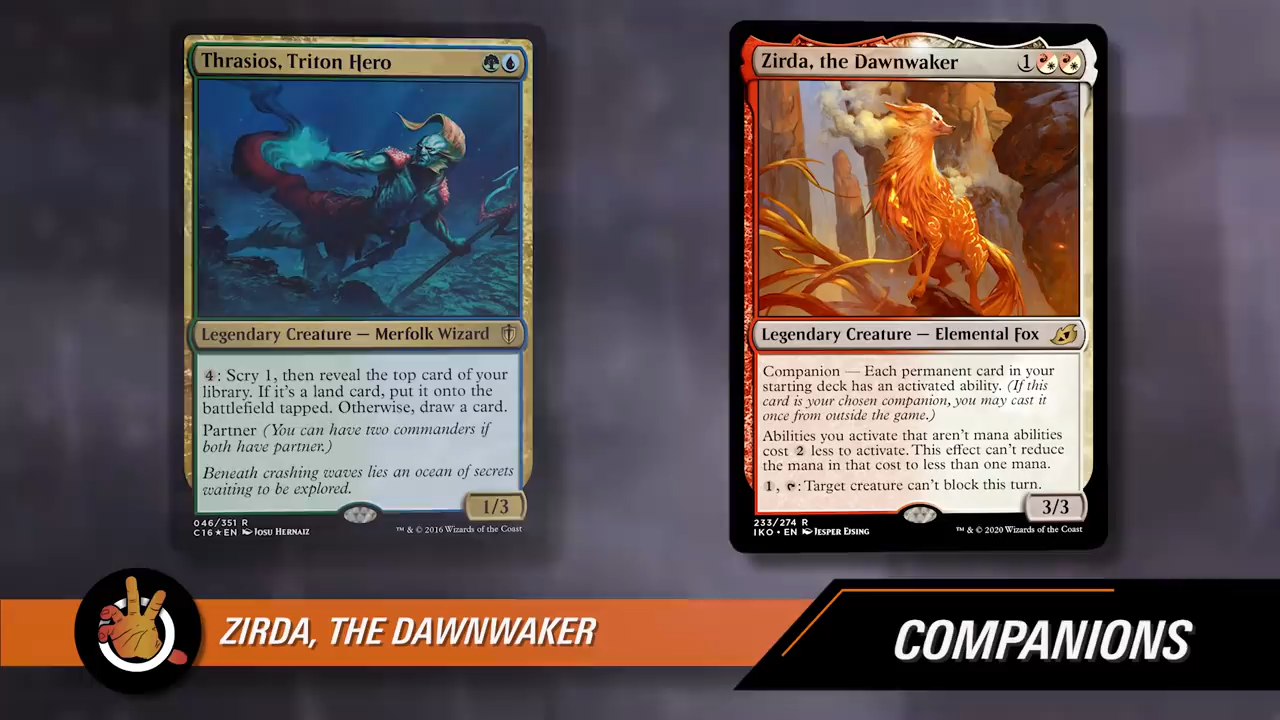 Thrasios, Triton Hero
Legendary Creature — Merfolk Wizard
4: Scry 1, then reveal the top card of your
library. If it's a land card, put it onto the
battlefield tapped. Otherwise, draw a card.
Partner (You can have two commanders if
both have partner.)
Beneath crashing waves lies an ocean of secrets
waiting to be explored.
1/3
046/351 R
C16★EN Josu Hernaiz
™ & © 2016 Wizards of the Coast
Zirda, the Dawnwaker 1
Legendary Creature — Elemental Fox
Companion — Each permanent card in your
starting deck has an activated ability. (If this
card is your chosen companion, you may cast it
once from outside the game.)
Abilities you activate that aren't mana abilities
cost 2 less to activate. This effect can't reduce
the mana in that cost to less than one mana.
1, : Target creature can't block this turn.
3/3
233/274 R
IKO • EN Jesper Ejsing
™ & © 2020 Wizards of the Coast
ZIRDA, THE DAWNWAKER
COMPANIONS